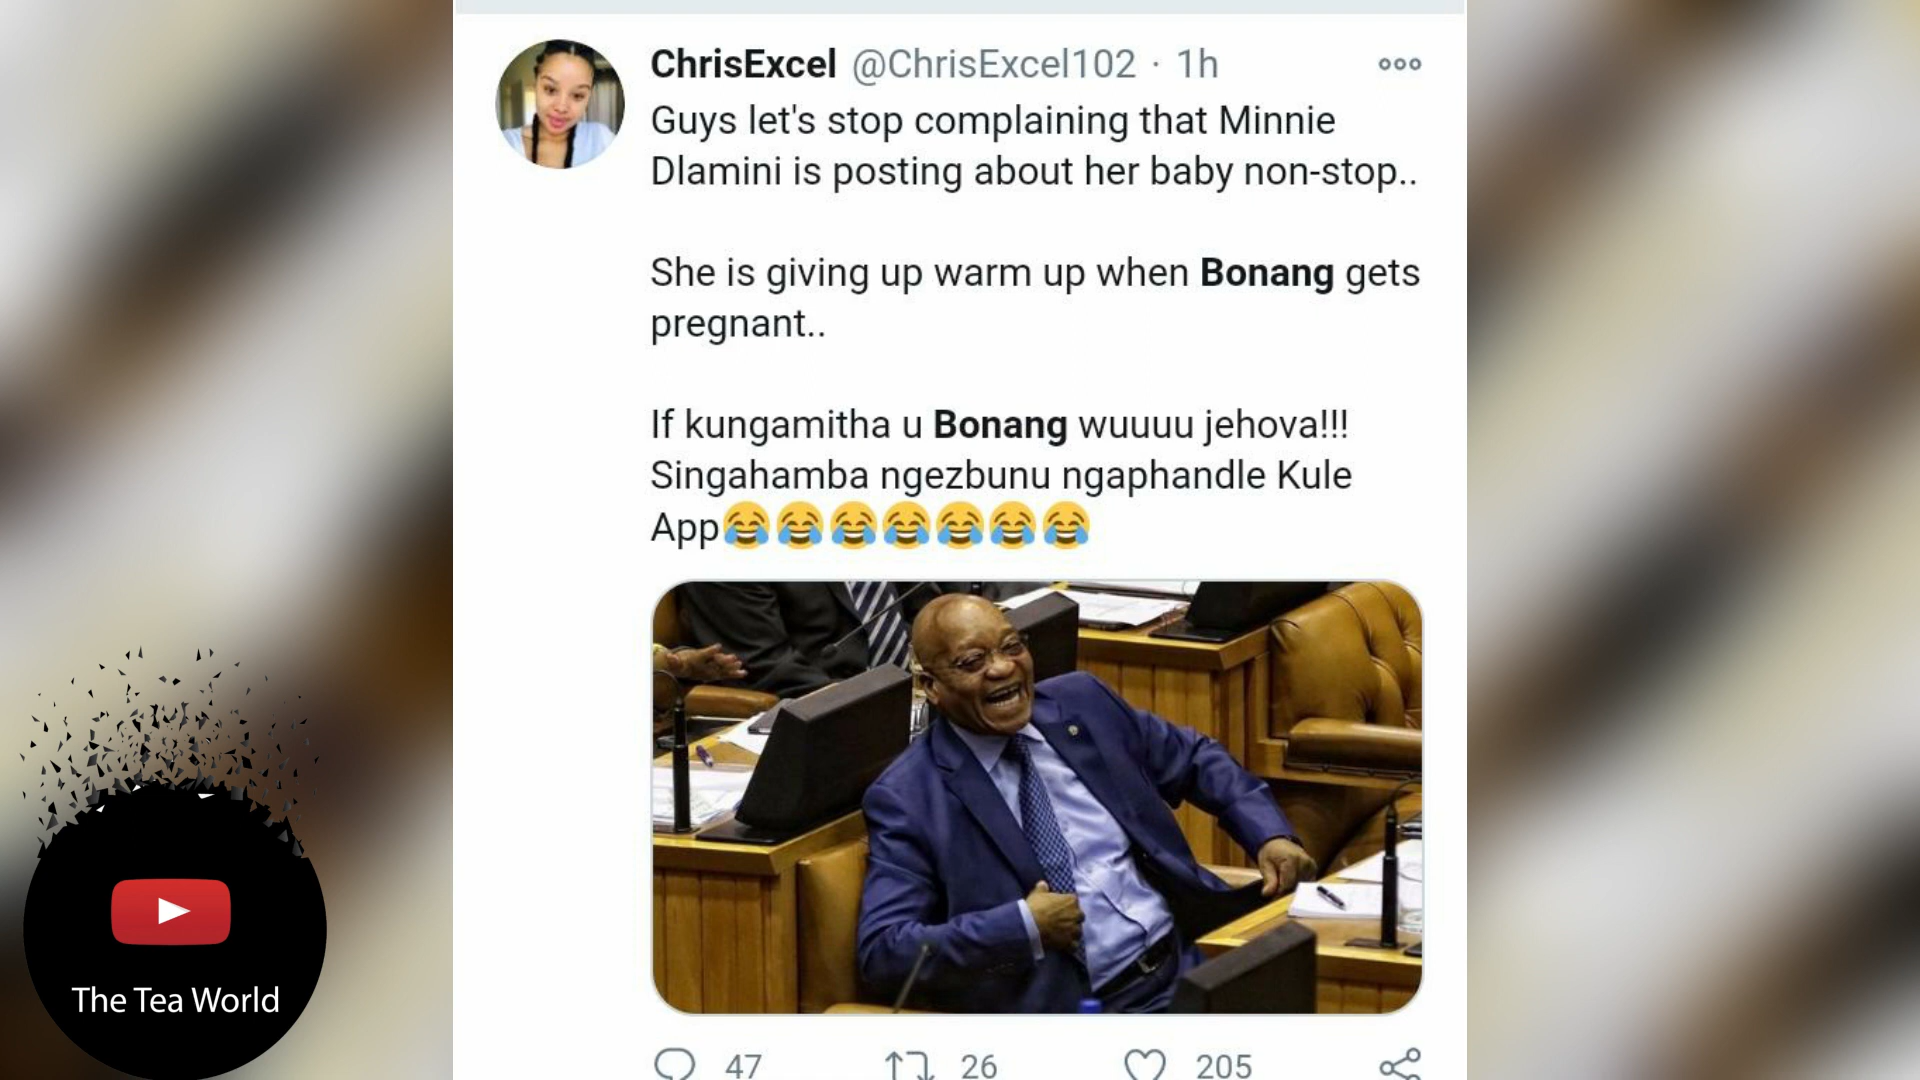 ChrisExcel @ChrisExcel102 · 1h
Guys let's stop complaining that Minnie
Dlamini is posting about her baby non-stop..
She is giving up warm up when Bonang gets
pregnant..
If kungamitha u Bonang wuuuu jehova!!!
Singahamba ngezbunu ngaphandle Kule
App😂😂😂😂😂😂😂
47 26 205
The Tea World